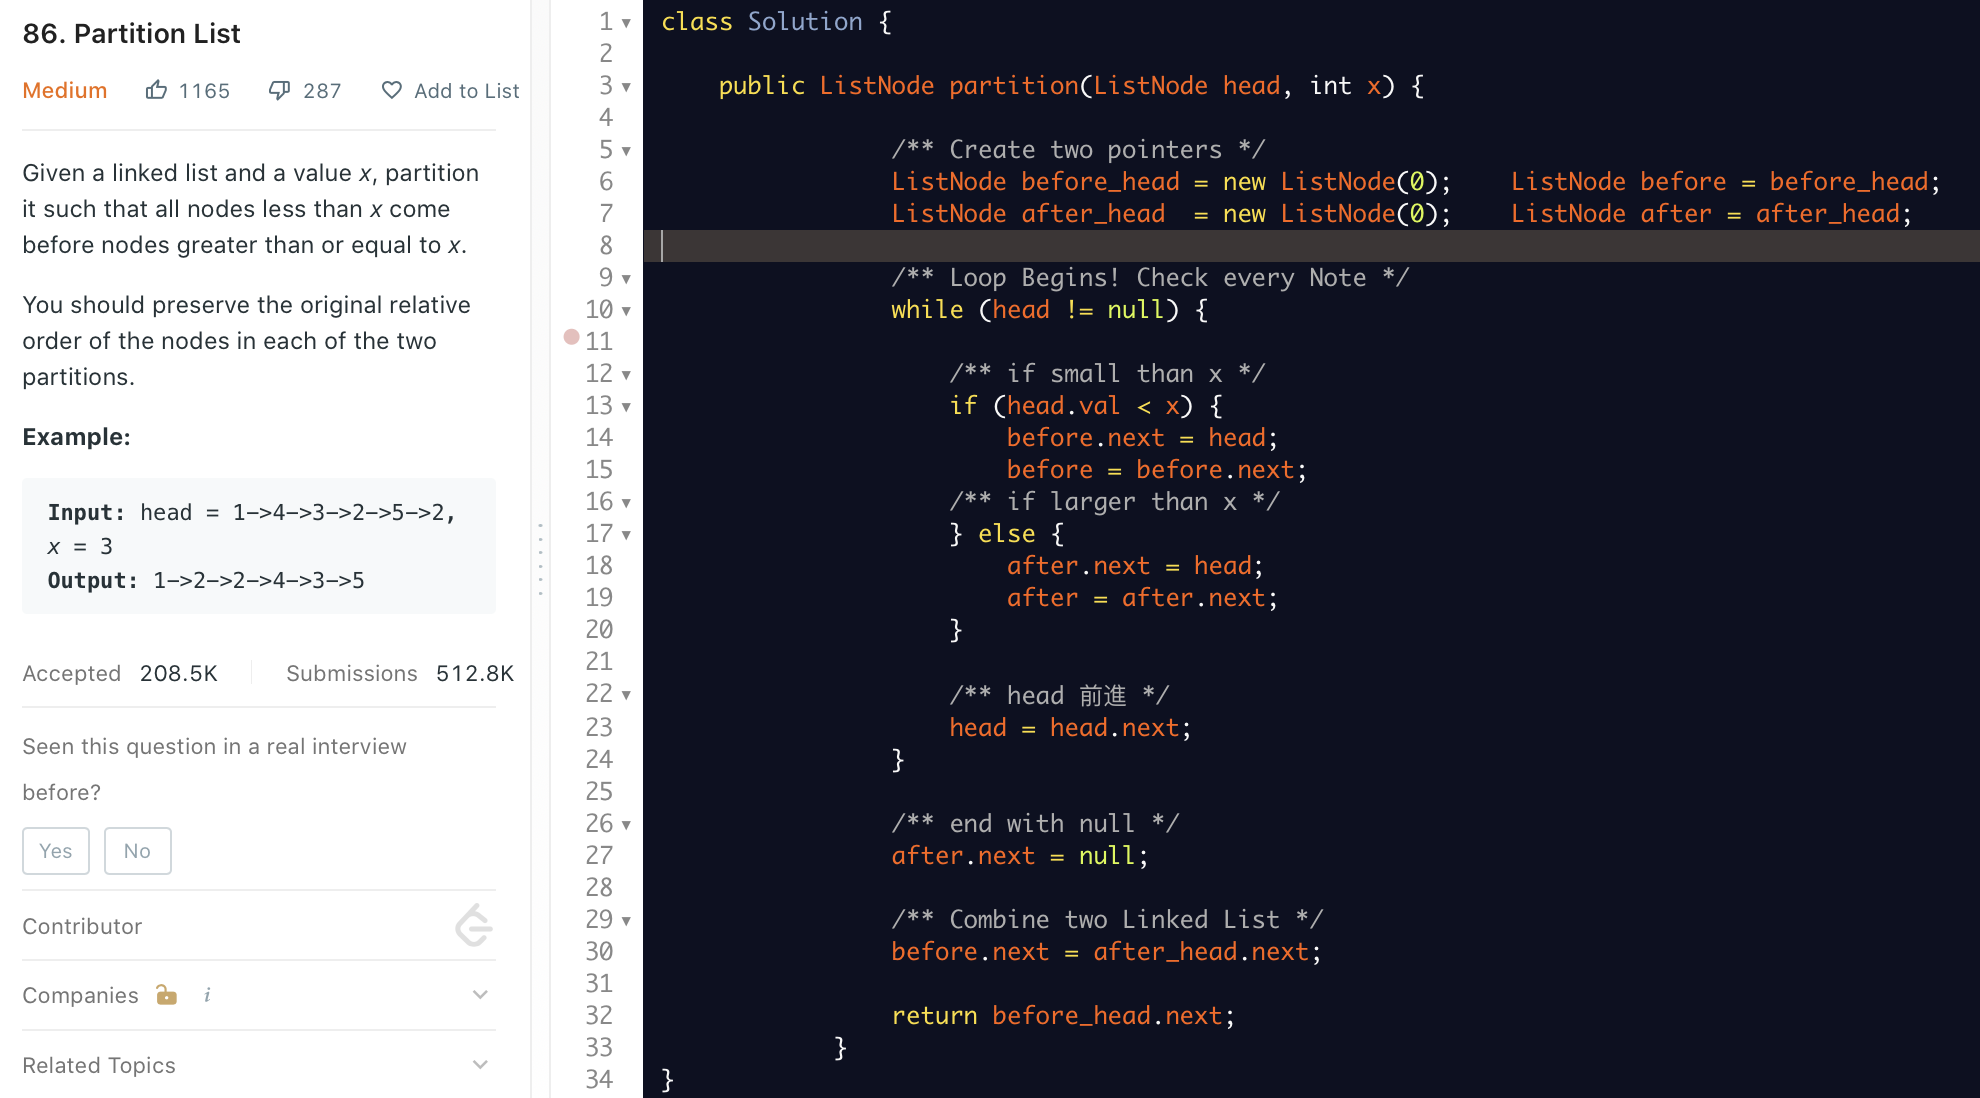 86. Partition List
Medium 1165 287 Add to List
Given a linked list and a value x, partition
it such that all nodes less than x come
before nodes greater than or equal to x.
You should preserve the original relative
order of the nodes in each of the two
partitions.
Example:
Input: head = 1->4->3->2->5->2,
x = 3
Output: 1->2->2->4->3->5
Accepted 208.5K Submissions 512.8K
Seen this question in a real interview
before?
Yes No
Contributor
Companies i
Related Topics
1 class Solution {
2
3 public ListNode partition(ListNode head, int x) {
4
5 /** Create two pointers */
6 ListNode before_head = new ListNode(0); ListNode before = before_head;
7 ListNode after_head = new ListNode(0); ListNode after = after_head;
8
9 /** Loop Begins! Check every Note */
10 while (head != null) {
11
12 /** if small than x */
13 if (head.val < x) {
14 before.next = head;
15 before = before.next;
16 /** if larger than x */
17 } else {
18 after.next = head;
19 after = after.next;
20 }
21
22 /** head 前進 */
23 head = head.next;
24 }
25
26 /** end with null */
27 after.next = null;
28
29 /** Combine two Linked List */
30 before.next = after_head.next;
31
32 return before_head.next;
33 }
34 }